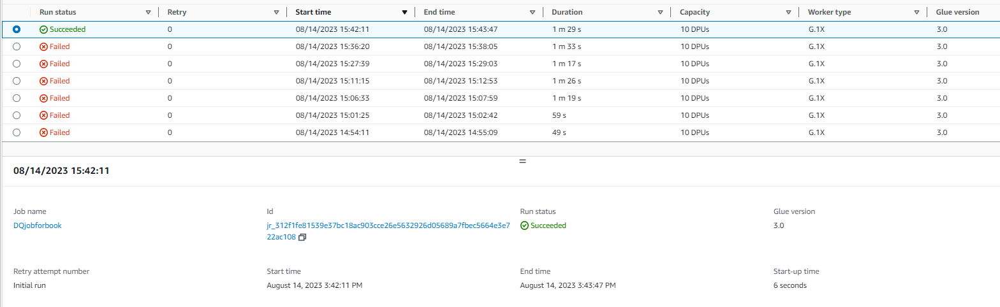 Run status Retry Start time End time Duration Capacity Worker type Glue version
Succeeded 0 08/14/2023 15:42:11 08/14/2023 15:43:47 1 m 29 s 10 DPUs G.1X 3.0
Failed 0 08/14/2023 15:36:20 08/14/2023 15:38:05 1 m 33 s 10 DPUs G.1X 3.0
Failed 0 08/14/2023 15:27:39 08/14/2023 15:29:03 1 m 17 s 10 DPUs G.1X 3.0
Failed 0 08/14/2023 15:11:15 08/14/2023 15:12:53 1 m 26 s 10 DPUs G.1X 3.0
Failed 0 08/14/2023 15:06:33 08/14/2023 15:07:59 1 m 19 s 10 DPUs G.1X 3.0
Failed 0 08/14/2023 15:01:25 08/14/2023 15:02:42 59 s 10 DPUs G.1X 3.0
Failed 0 08/14/2023 14:54:11 08/14/2023 14:55:09 49 s 10 DPUs G.1X 3.0
08/14/2023 15:42:11
Job name Id Run status Glue version
DQjobforbook jr_312f1fe81539e37bc18ac903cce26e5632926d05689a7fbec5664e3e7 Succeeded 3.0
22ac108
Retry attempt number Start time End time Start-up time
Initial run August 14, 2023 3:42:11 PM August 14, 2023 3:43:47 PM 6 seconds